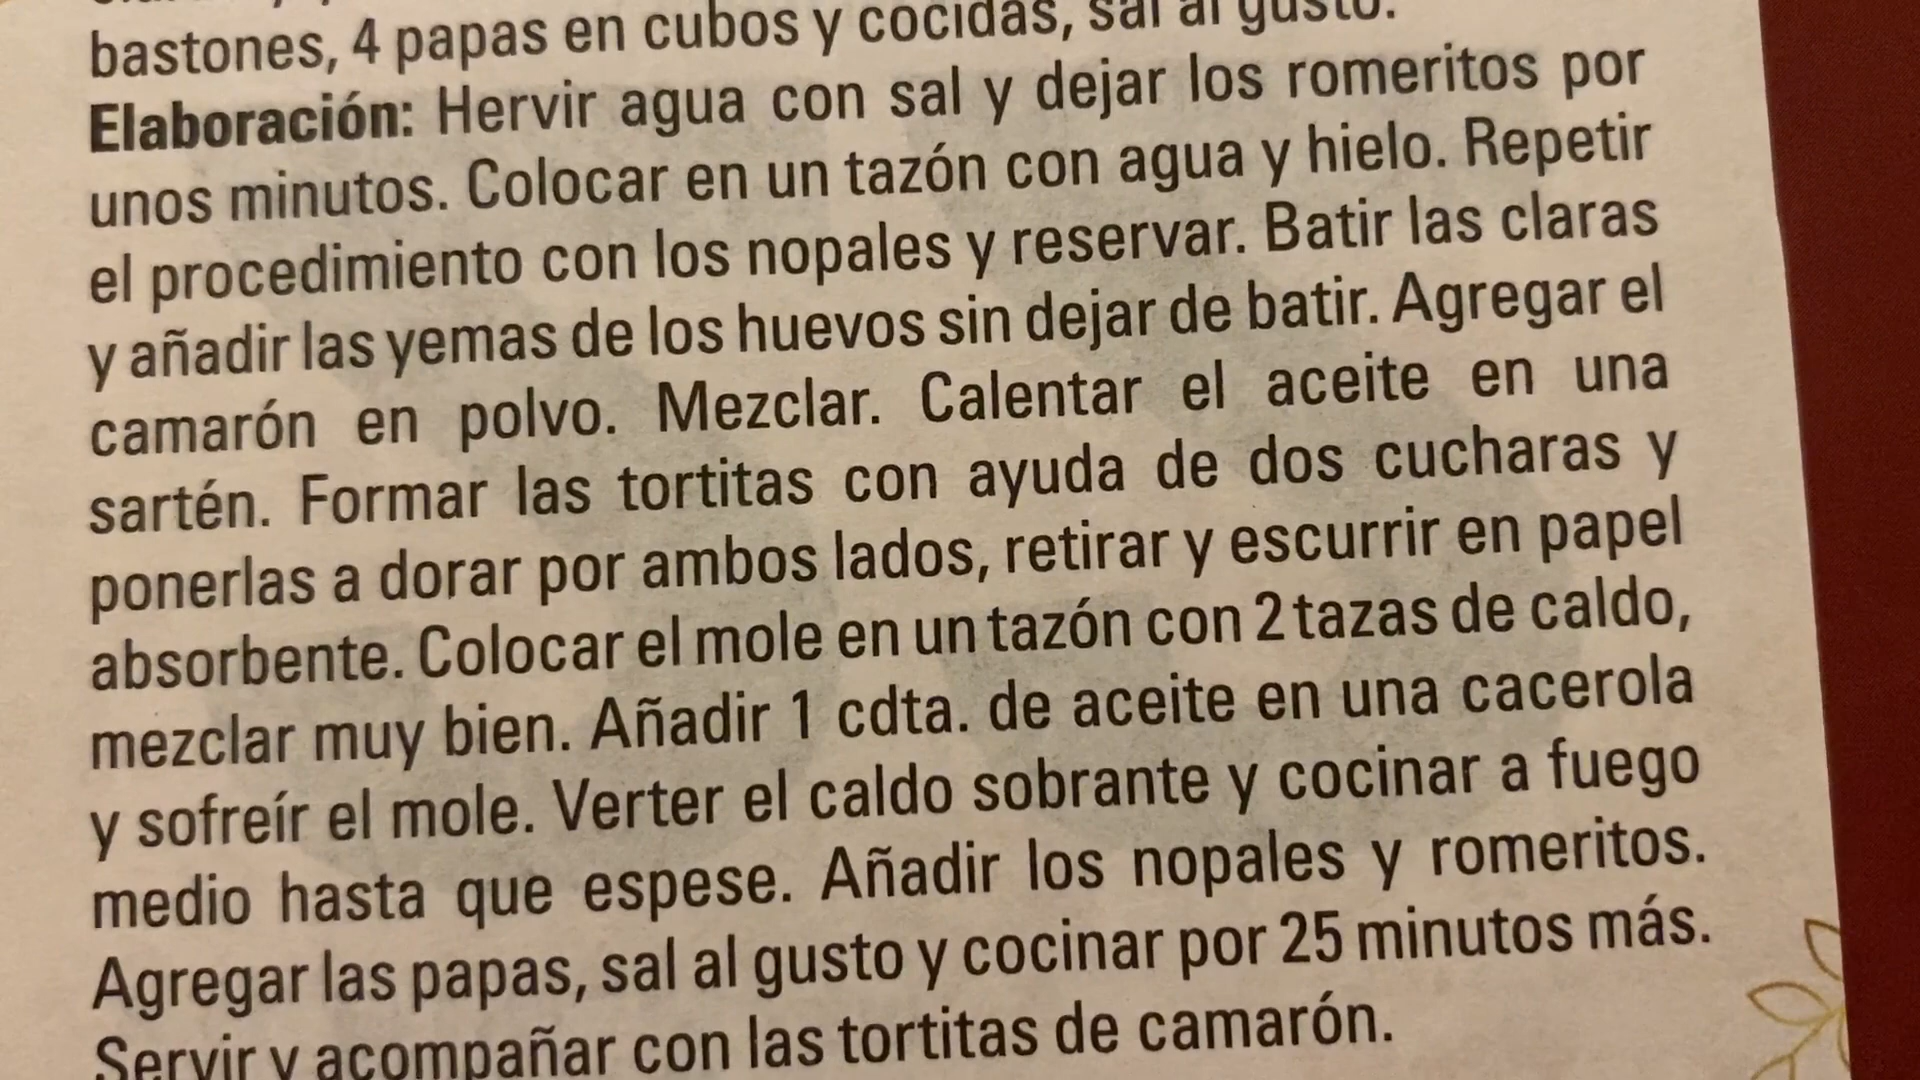 bastones, 4 papas en cubos y cocidas, sal al gusto.
Elaboración: Hervir agua con sal y dejar los romeritos por
unos minutos. Colocar en un tazón con agua y hielo. Repetir
el procedimiento con los nopales y reservar. Batir las claras
y añadir las yemas de los huevos sin dejar de batir. Agregar el
camarón en polvo. Mezclar. Calentar el aceite en una
sartén. Formar las tortitas con ayuda de dos cucharas y
ponerlas a dorar por ambos lados, retirar y escurrir en papel
absorbente. Colocar el mole en un tazón con 2 tazas de caldo,
mezclar muy bien. Añadir 1 cdta. de aceite en una cacerola
y sofreír el mole. Verter el caldo sobrante y cocinar a fuego
medio hasta que espese. Añadir los nopales y romeritos.
Agregar las papas, sal al gusto y cocinar por 25 minutos más.
Servir y acompañar con las tortitas de camarón.